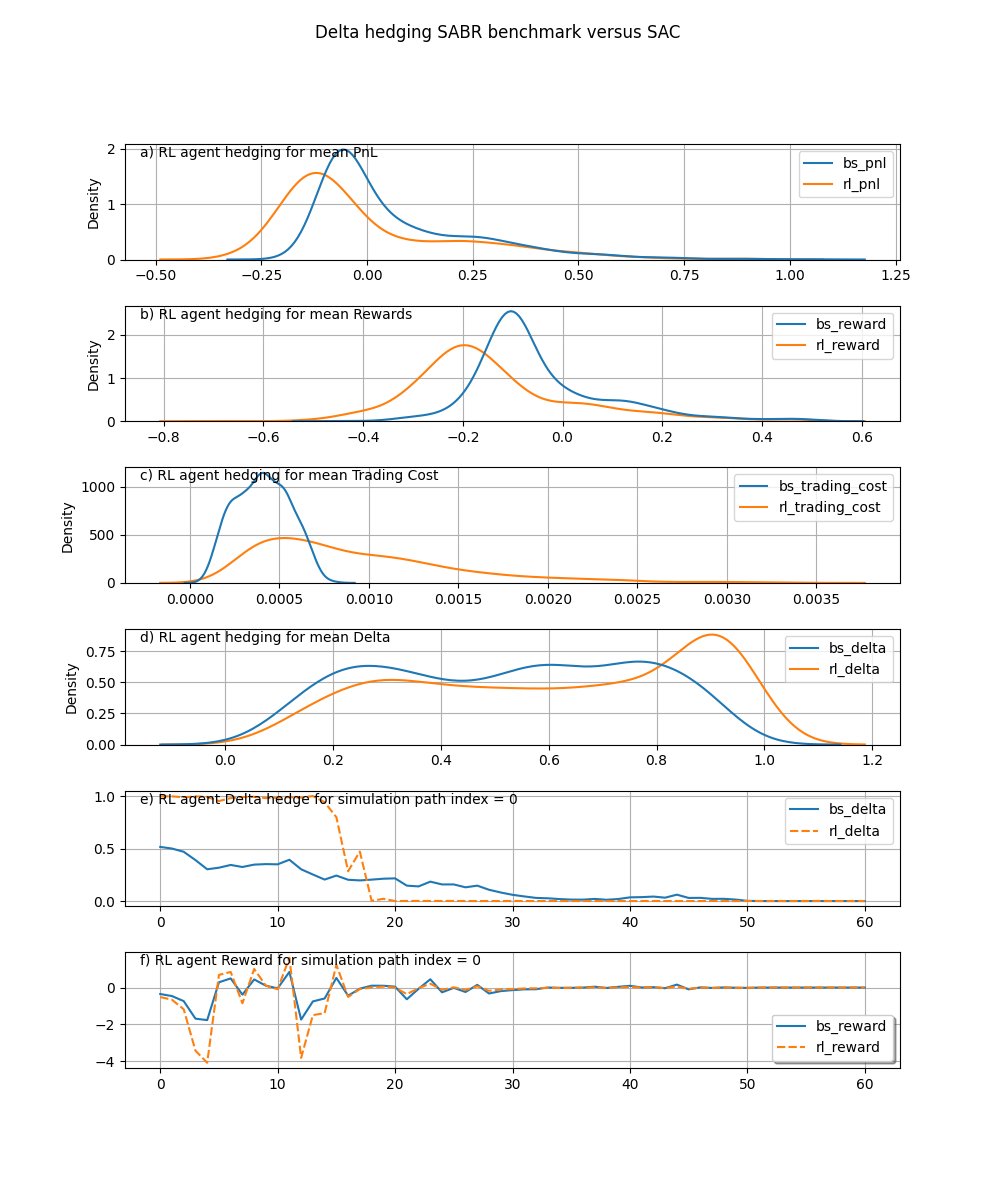 Delta hedging SABR benchmark versus SAC
a) RL agent hedging for mean PnL
bs_pnl
rl_pnl
Density
2
1
0
−0.50 −0.25 0.00 0.25 0.50 0.75 1.00 1.25
b) RL agent hedging for mean Rewards
bs_reward
rl_reward
Density
2
1
0
−0.8 −0.6 −0.4 −0.2 0.0 0.2 0.4 0.6
c) RL agent hedging for mean Trading Cost
bs_trading_cost
rl_trading_cost
Density
1000
500
0
0.0000 0.0005 0.0010 0.0015 0.0020 0.0025 0.0030 0.0035
d) RL agent hedging for mean Delta
bs_delta
rl_delta
Density
0.75
0.50
0.25
0.00
0.0 0.2 0.4 0.6 0.8 1.0 1.2
e) RL agent Delta hedge for simulation path index = 0
bs_delta
rl_delta
1.0
0.5
0.0
0 10 20 30 40 50 60
f) RL agent Reward for simulation path index = 0
bs_reward
rl_reward
0
−2
−4
0 10 20 30 40 50 60